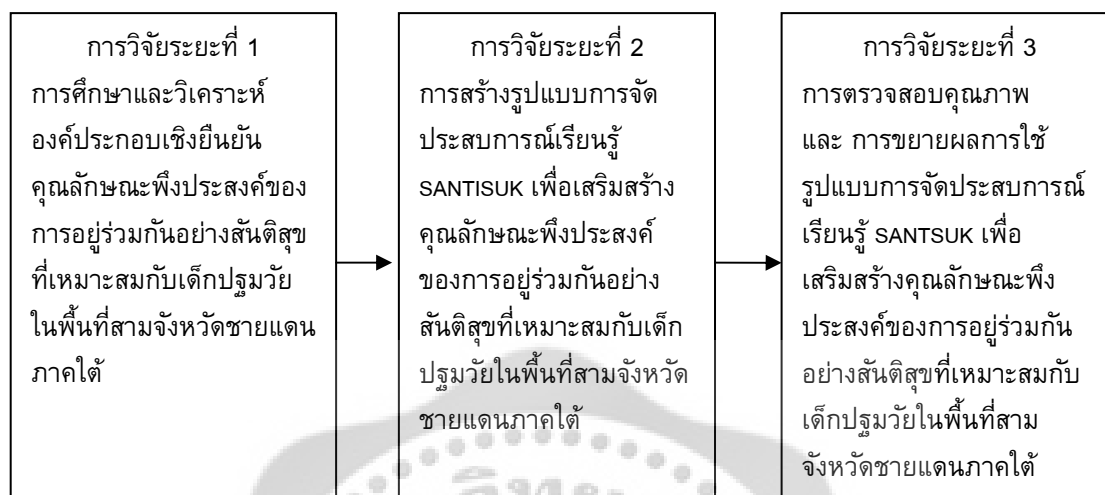 การวิจัยระยะที่ 1
การศึกษาและวิเคราะห์
องค์ประกอบเชิงยืนยัน
คุณลักษณะพึงประสงค์ของ
การอยู่ร่วมกันอย่างสันติสุข
ที่เหมาะสมกับเด็กปฐมวัย
ในพื้นที่สามจังหวัดชายแดน
ภาคใต้
การวิจัยระยะที่ 2
การสร้างรูปแบบการจัด
ประสบการณ์เรียนรู้
SANTISUK เพื่อเสริมสร้าง
คุณลักษณะพึงประสงค์
ของการอยู่ร่วมกันอย่าง
สันติสุขที่เหมาะสมกับเด็ก
ปฐมวัยในพื้นที่สามจังหวัด
ชายแดนภาคใต้
การวิจัยระยะที่ 3
การตรวจสอบคุณภาพ
และ การขยายผลการใช้
รูปแบบการจัดประสบการณ์
เรียนรู้ SANTSUK เพื่อ
เสริมสร้างคุณลักษณะพึง
ประสงค์ของการอยู่ร่วมกัน
อย่างสันติสุขที่เหมาะสมกับ
เด็กปฐมวัยในพื้นที่สาม
จังหวัดชายแดนภาคใต้